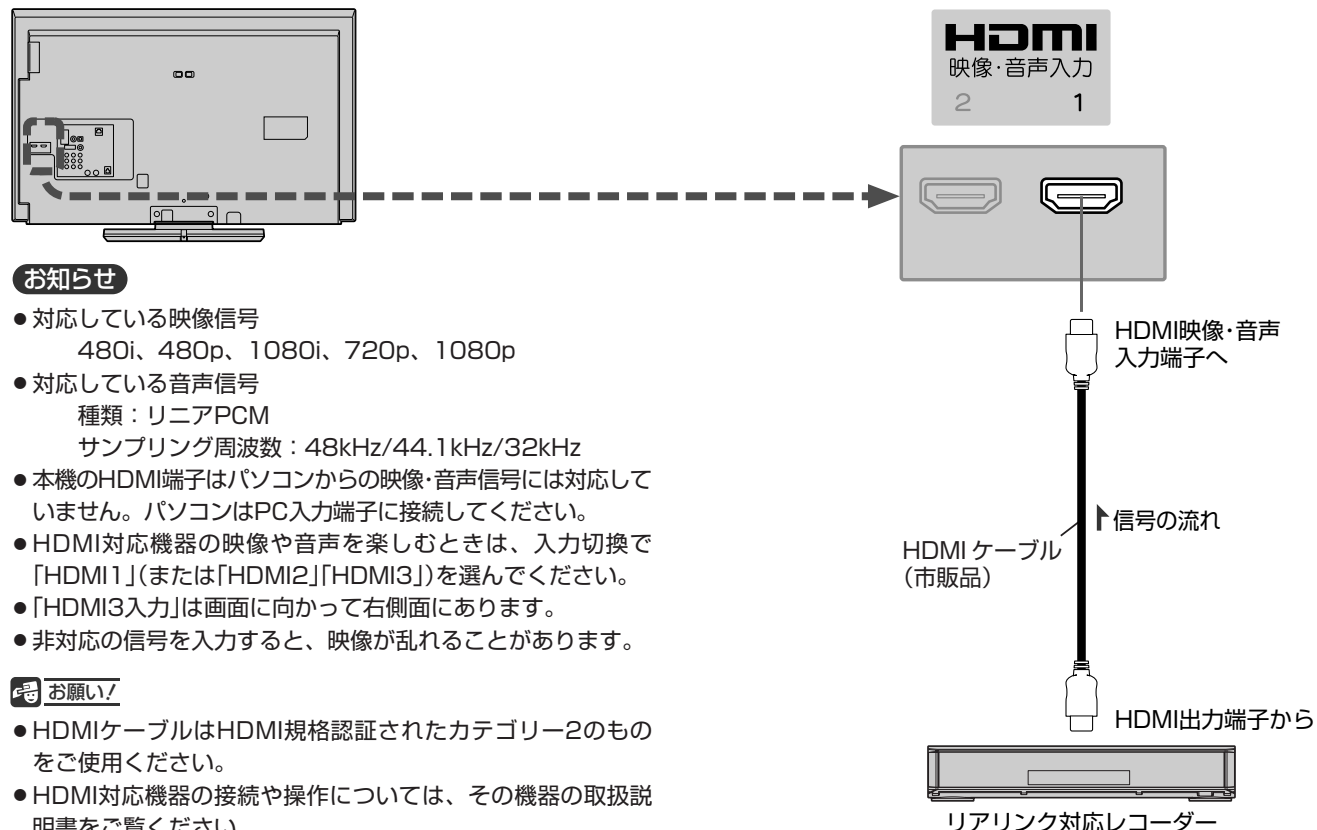 HDMI
映像・音声入力
2 1
お知らせ
●対応している映像信号
480i、480p、1080i、720p、1080p
●対応している音声信号
種類：リニアPCM
サンプリング周波数：48kHz/44.1kHz/32kHz
●本機のHDMI端子はパソコンからの映像・音声信号には対応して
いません。パソコンはPC入力端子に接続してください。
●HDMI対応機器の映像や音声を楽しむときは、入力切換で
「HDMI1」(または「HDMI2」「HDMI3」)を選んでください。
●「HDMI3入力」は画面に向かって右側面にあります。
●非対応の信号を入力すると、映像が乱れることがあります。
お願い！
●HDMIケーブルはHDMI規格認証されたカテゴリー2のもの
をご使用ください。
●HDMI対応機器の接続や操作については、その機器の取扱説
明書をご覧ください
HDMI映像・音声
入力端子へ
信号の流れ
HDMI ケーブル
（市販品）
HDMI出力端子から
リアリンク対応レコーダー